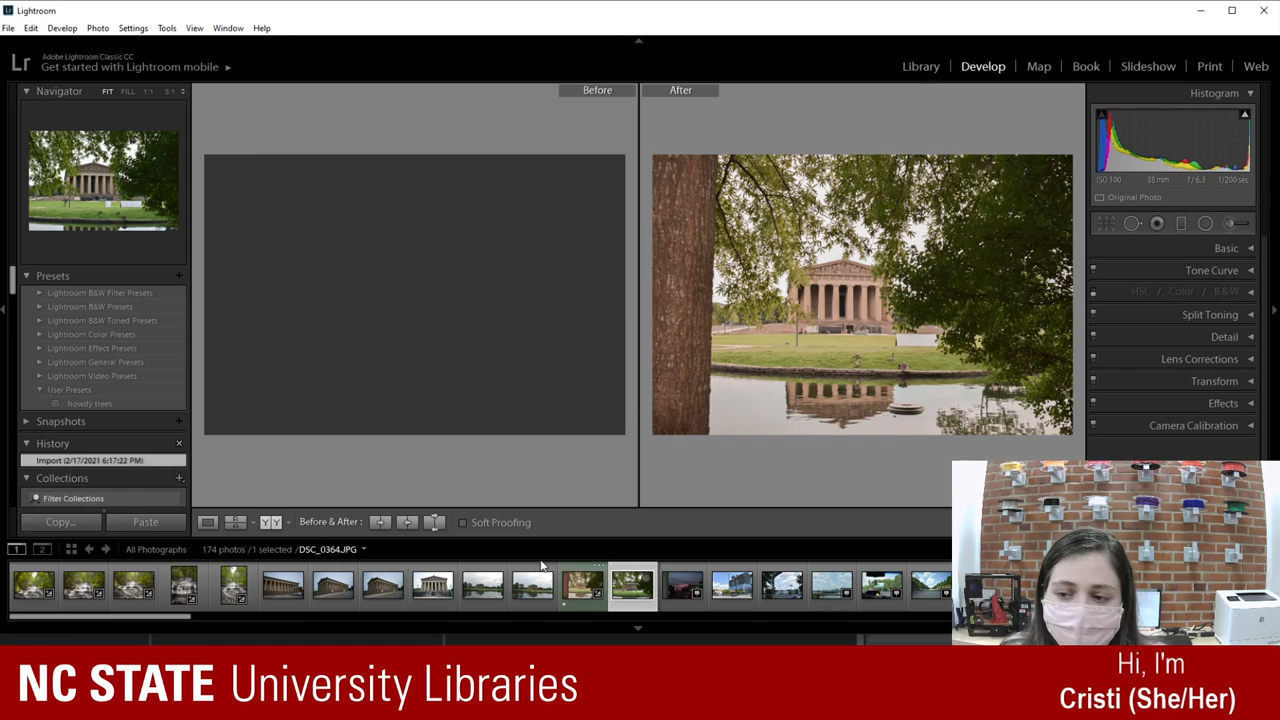 Lr Lightroom
File Edit Develop Photo Settings Tools View Window Help
Lr Adobe Lightroom Classic CC
Get started with Lightroom mobile
Library | Develop | Map | Book | Slideshow | Print | Web
Navigator FIT FILL 1:1 3:1
Before After
Histogram
ISO 100 38 mm f/6.3 1/200 sec
Original Photo
Basic
Tone Curve
HSL / Color / B&W
Split Toning
Detail
Lens Corrections
Transform
Effects
Camera Calibration
Presets +
Lightroom B&W Filter Presets
Lightroom B&W Presets
Lightroom B&W Toned Presets
Lightroom Color Presets
Lightroom Effect Presets
Lightroom General Presets
Lightroom Video Presets
User Presets
howdy trees
Snapshots +
History ×
Import (2/17/2021 6:17:22 PM)
Collections +
Filter Collections
Copy... Paste
Before & After : Soft Proofing
1 2 All Photographs 174 photos / 1 selected / DSC_0364.JPG
NC STATE University Libraries
Hi, I'm
Cristi (She/Her)